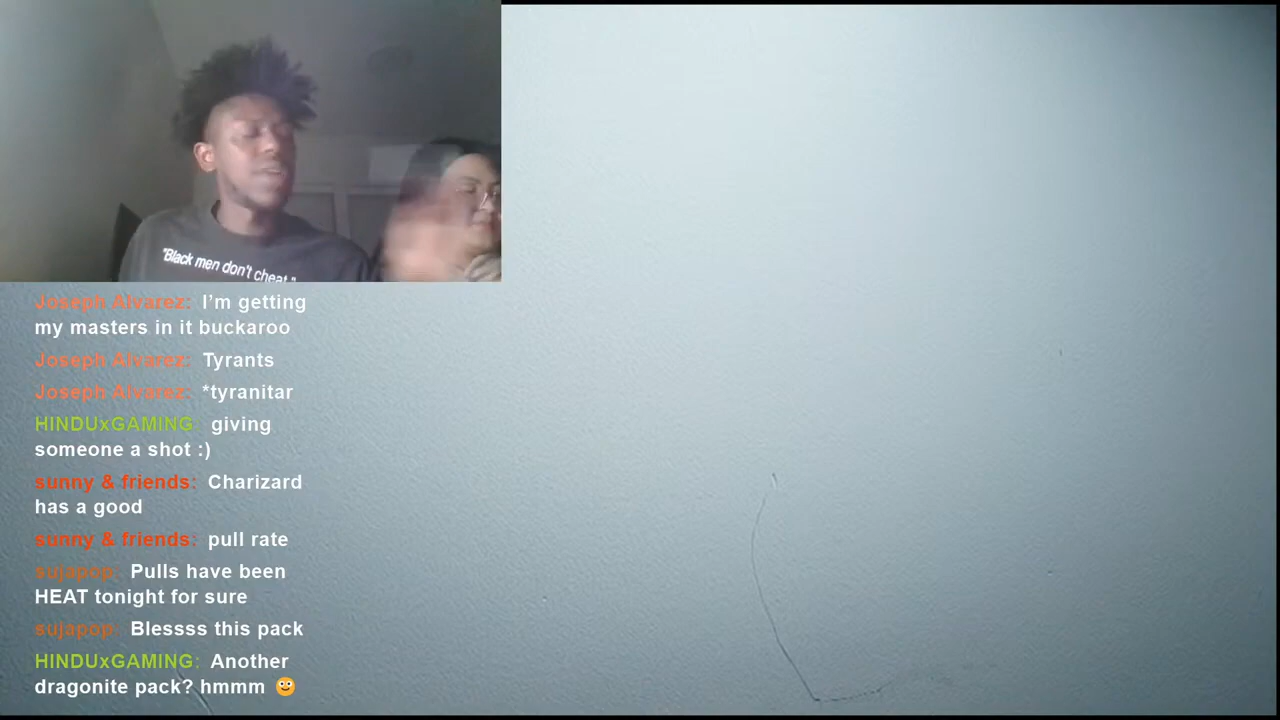 "Black men don't cheat."
Joseph Alvarez: I'm getting
my masters in it buckaroo
Joseph Alvarez: Tyrants
Joseph Alvarez: *tyranitar
HINDUxGAMING: giving
someone a shot :)
sunny & friends: Charizard
has a good
sunny & friends: pull rate
sujapop: Pulls have been
HEAT tonight for sure
sujapop: Blessss this pack
HINDUxGAMING: Another
dragonite pack? hmmm 🙂